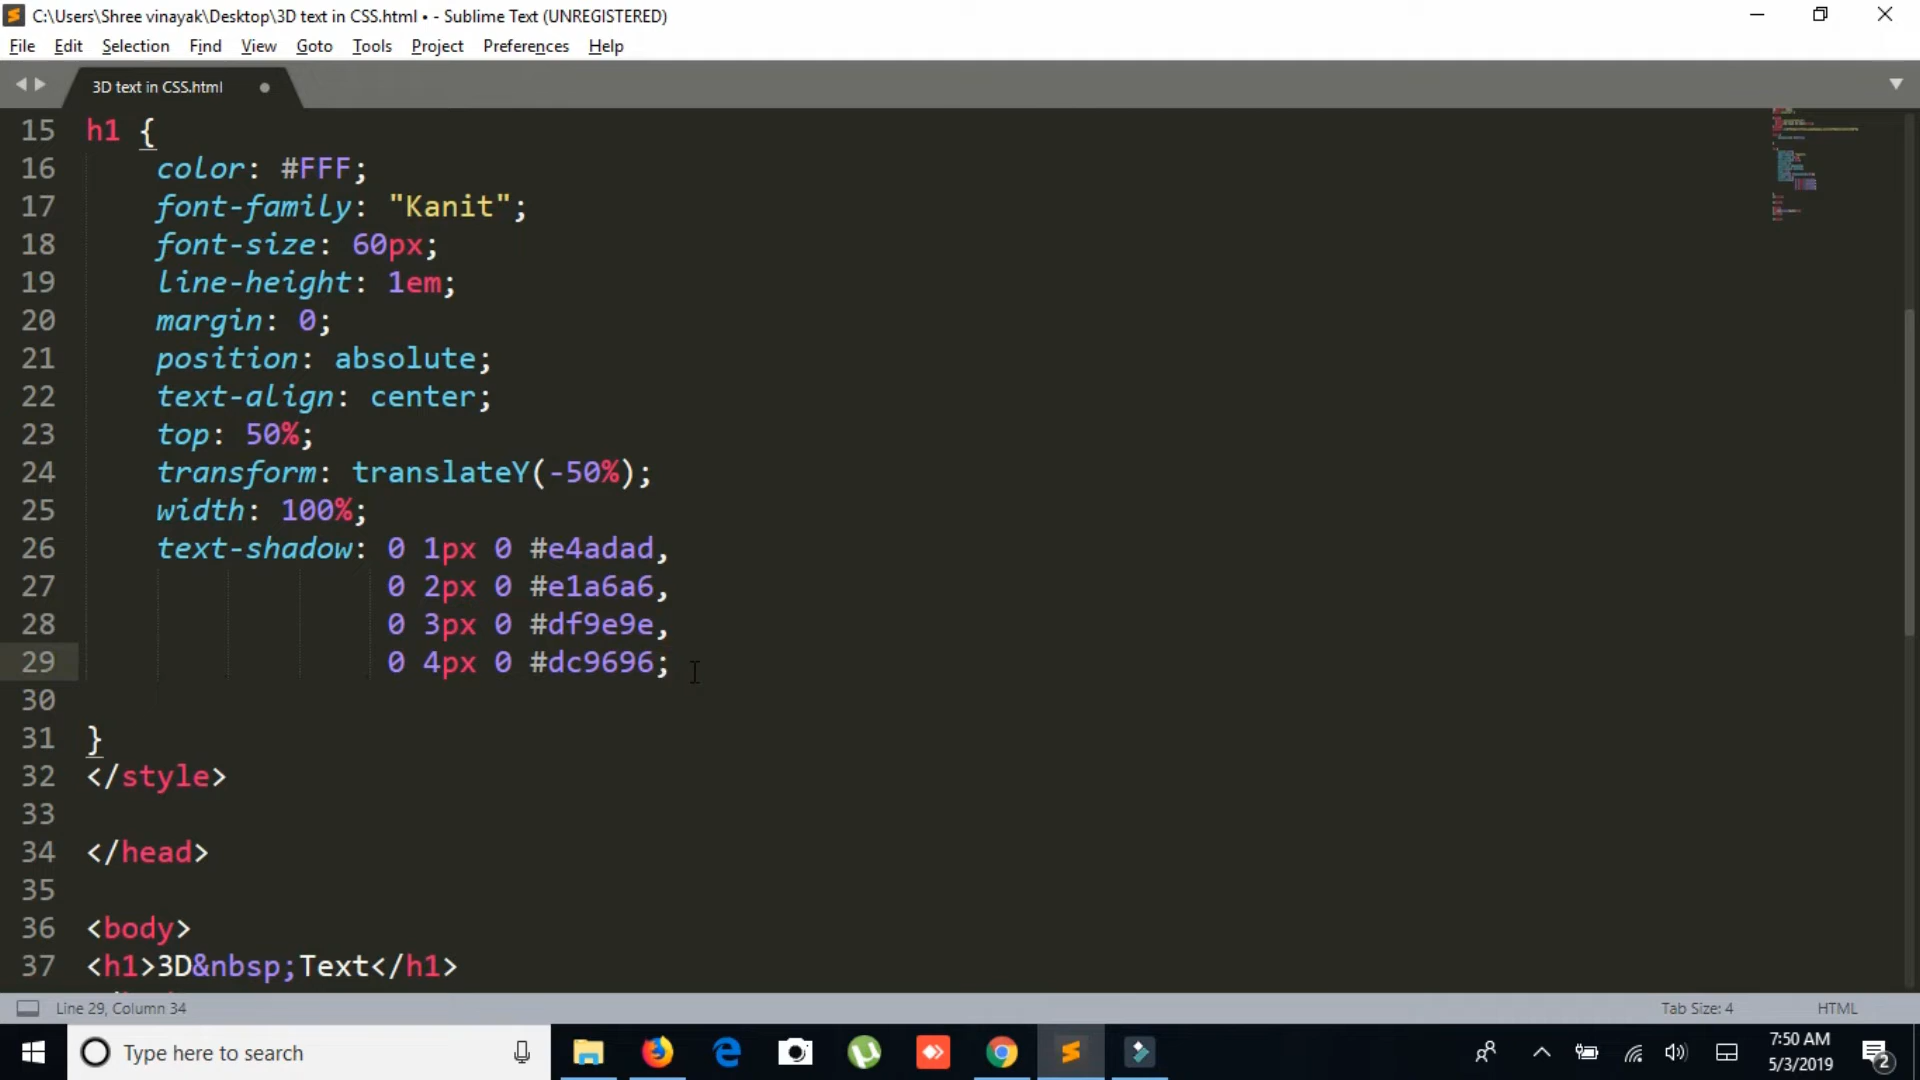 C:\Users\Shree vinayak\Desktop\3D text in CSS.html • - Sublime Text (UNREGISTERED)
File Edit Selection Find View Goto Tools Project Preferences Help
3D text in CSS.html
15 h1 {
16 color: #FFF;
17 font-family: "Kanit";
18 font-size: 60px;
19 line-height: 1em;
20 margin: 0;
21 position: absolute;
22 text-align: center;
23 top: 50%;
24 transform: translateY(-50%);
25 width: 100%;
26 text-shadow: 0 1px 0 #e4adad,
27 0 2px 0 #e1a6a6,
28 0 3px 0 #df9e9e,
29 0 4px 0 #dc9696;
30
31 }
32 </style>
33
34 </head>
35
36 <body>
37 <h1>3D&nbsp;Text</h1>
Line 29, Column 34 Tab Size: 4 HTML
Type here to search
7:50 AM
5/3/2019
2